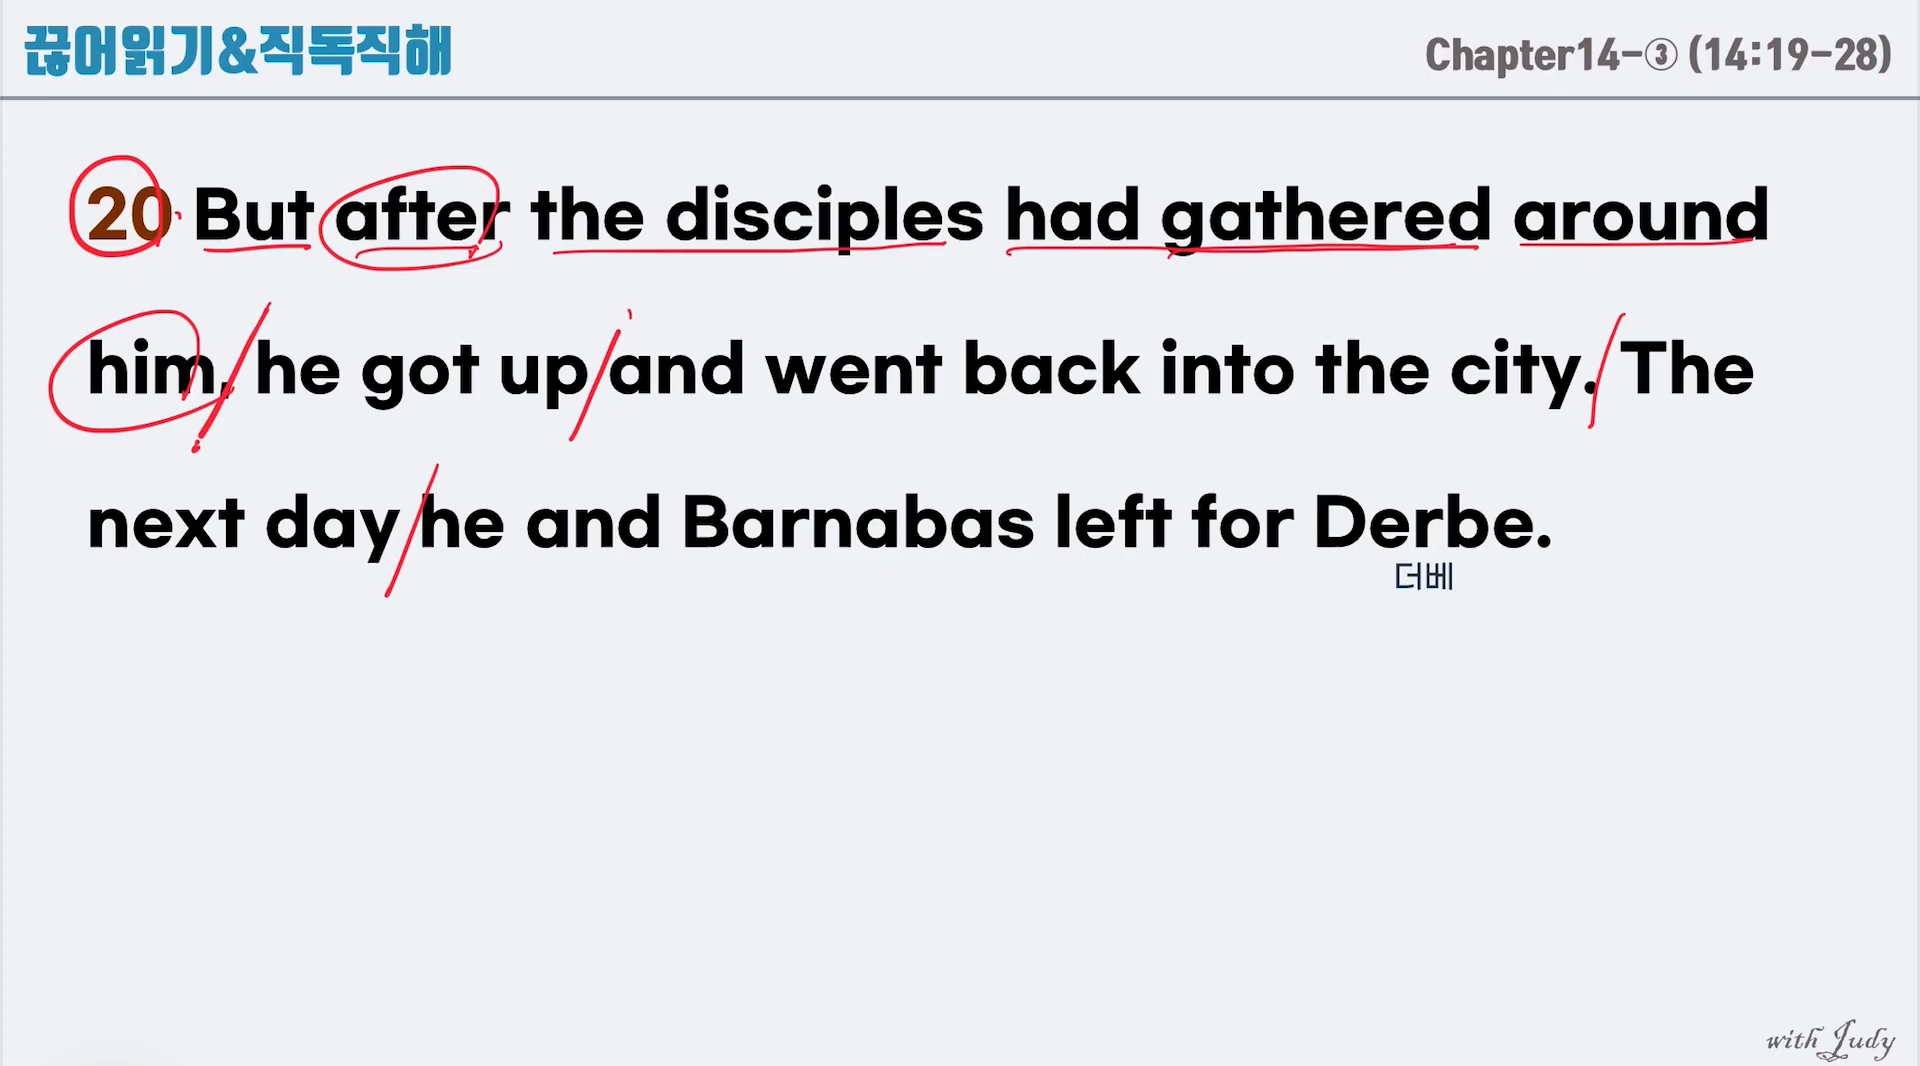 끊어읽기&직독직해
Chapter14-③ (14:19-28)
20 But after the disciples had gathered around
him, he got up and went back into the city. The
next day he and Barnabas left for Derbe.
더베
with Judy